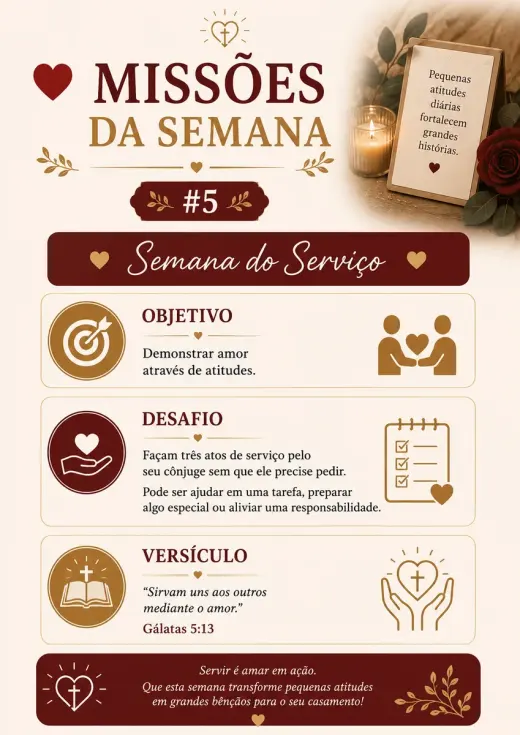 MISSÕES
DA SEMANA
#5
Pequenas
atitudes
diárias
fortalecem
grandes
histórias.
Semana do Serviço
OBJETIVO
Demonstrar amor
através de atitudes.
DESAFIO
Façam três atos de serviço pelo
seu cônjuge sem que ele precise pedir.
Pode ser ajudar em uma tarefa, preparar
algo especial ou aliviar uma responsabilidade.
VERSÍCULO
“Sirvam uns aos outros
mediante o amor.”
Gálatas 5:13
Servir é amar em ação.
Que esta semana transforme pequenas atitudes
em grandes bênçãos para o seu casamento!